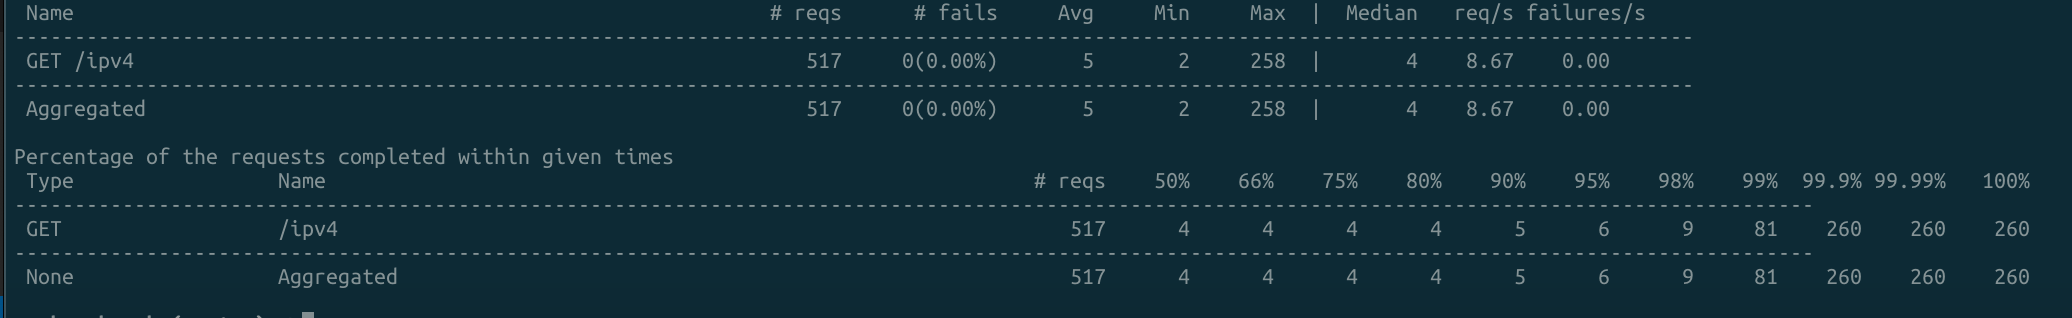 Name # reqs # fails Avg Min Max | Median req/s failures/s
--------------------------------------------------------------------------------------------------------------------------------------------
GET /ipv4 517 0(0.00%) 5 2 258 | 4 8.67 0.00
--------------------------------------------------------------------------------------------------------------------------------------------
Aggregated 517 0(0.00%) 5 2 258 | 4 8.67 0.00
Percentage of the requests completed within given times
Type Name # reqs 50% 66% 75% 80% 90% 95% 98% 99% 99.9% 99.99% 100%
------------------------------------------------------------------------------------------------------------------------------------------------------
GET /ipv4 517 4 4 4 4 5 6 9 81 260 260 260
------------------------------------------------------------------------------------------------------------------------------------------------------
None Aggregated 517 4 4 4 4 5 6 9 81 260 260 260